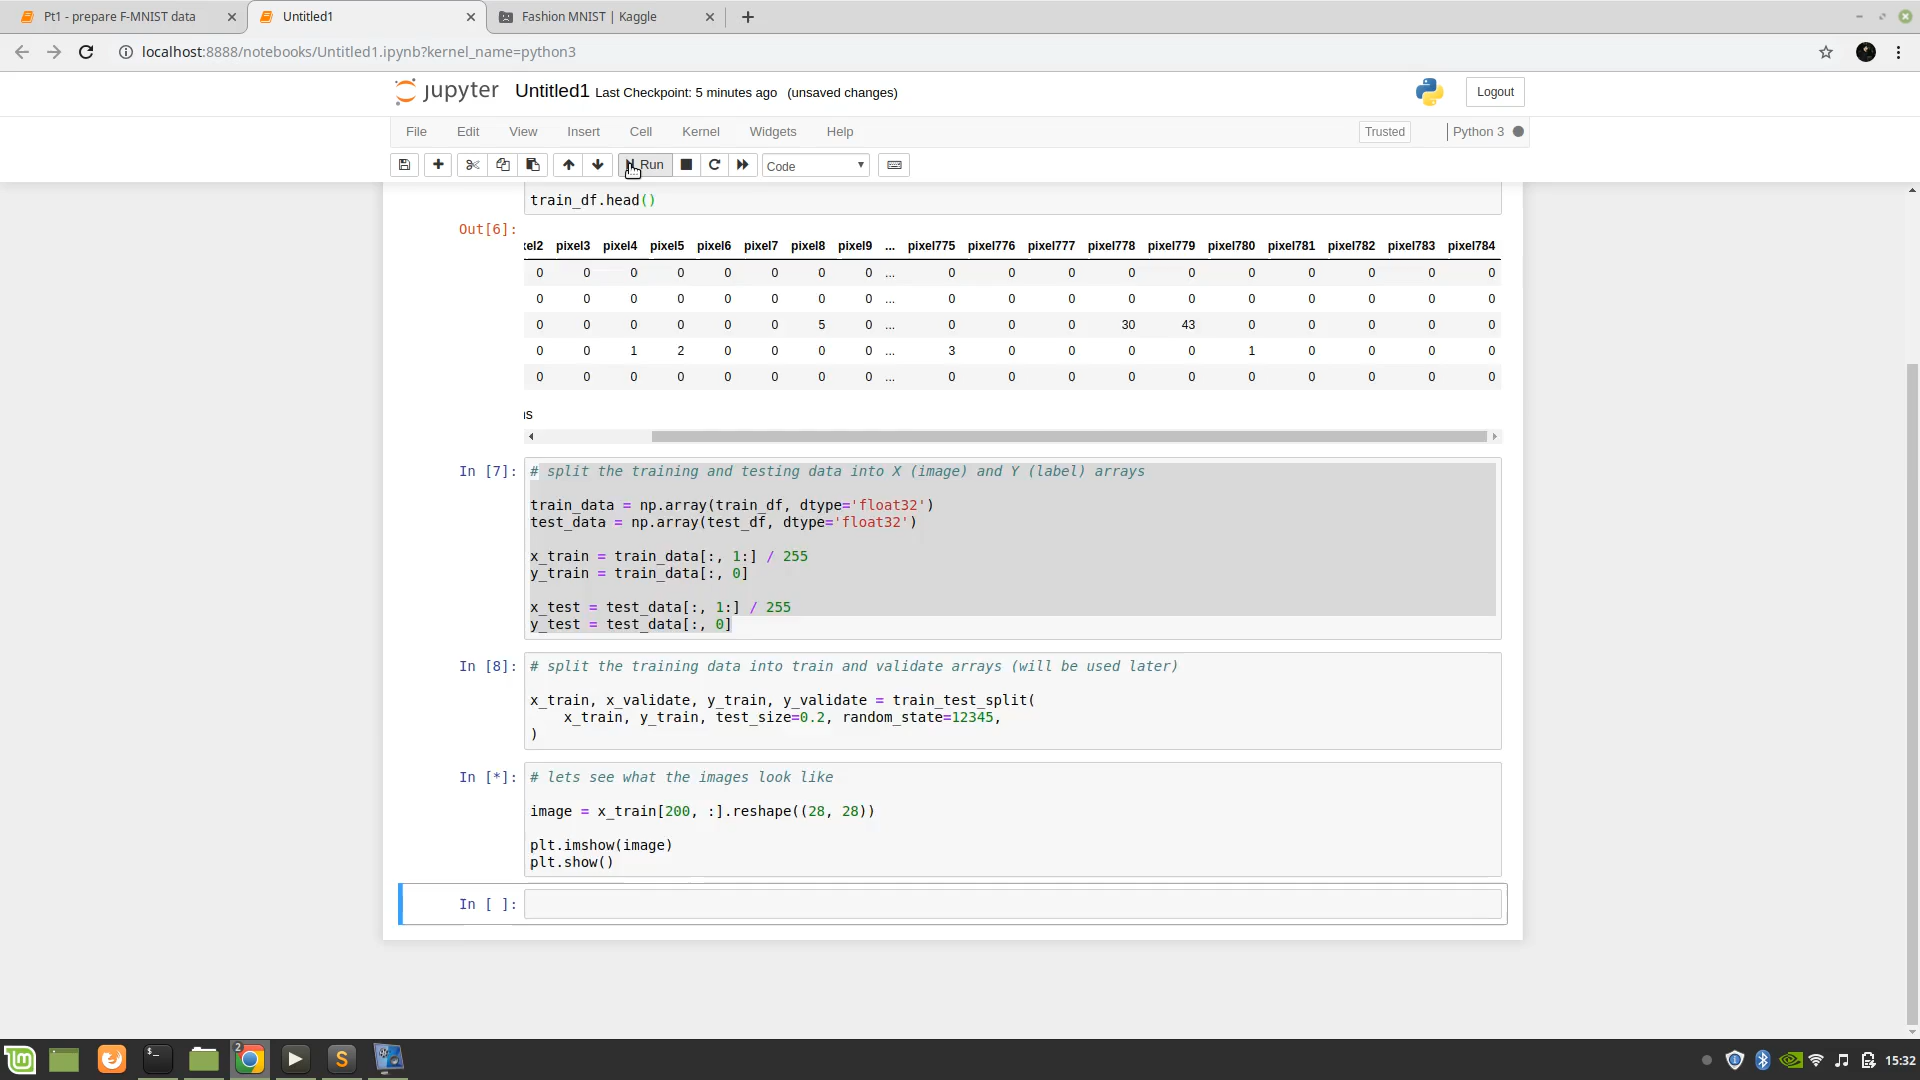 Pt1 - prepare F-MNIST data
Untitled1
Fashion MNIST | Kaggle
localhost:8888/notebooks/Untitled1.ipynb?kernel_name=python3
jupyter Untitled1 Last Checkpoint: 5 minutes ago (unsaved changes)
Logout
File Edit View Insert Cell Kernel Widgets Help
Trusted
Python 3
Run
Code
train_df.head()
Out[6]:
xel2 pixel3 pixel4 pixel5 pixel6 pixel7 pixel8 pixel9 ... pixel775 pixel776 pixel777 pixel778 pixel779 pixel780 pixel781 pixel782 pixel783 pixel784
0 0 0 0 0 0 0 0 ... 0 0 0 0 0 0 0 0 0 0
0 0 0 0 0 0 0 0 ... 0 0 0 0 0 0 0 0 0 0
0 0 0 0 0 0 5 0 ... 0 0 0 30 43 0 0 0 0 0
0 0 1 2 0 0 0 0 ... 3 0 0 0 0 1 0 0 0 0
0 0 0 0 0 0 0 0 ... 0 0 0 0 0 0 0 0 0 0
ns
In [7]:
# split the training and testing data into X (image) and Y (label) arrays
train_data = np.array(train_df, dtype='float32')
test_data = np.array(test_df, dtype='float32')
x_train = train_data[:, 1:] / 255
y_train = train_data[:, 0]
x_test = test_data[:, 1:] / 255
y_test = test_data[:, 0]
In [8]:
# split the training data into train and validate arrays (will be used later)
x_train, x_validate, y_train, y_validate = train_test_split(
x_train, y_train, test_size=0.2, random_state=12345,
)
In [*]:
# lets see what the images look like
image = x_train[200, :].reshape((28, 28))
plt.imshow(image)
plt.show()
In [ ]:
2
15:32